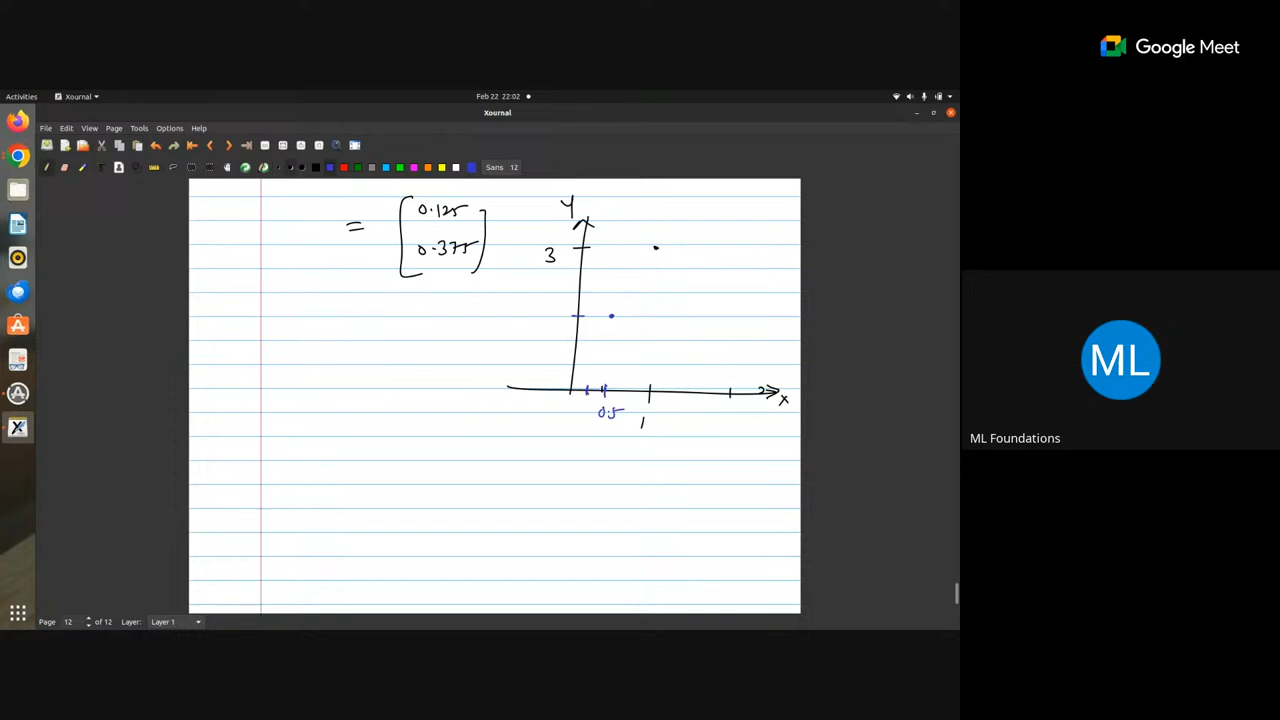 Google Meet
Activities
Xournal
Feb 22 22:02
Xournal
File Edit View Page Tools Options Help
Sans 12
= [0.125
0.375]
Y
3
0.5
1
x
ML
ML Foundations
Page 12 of 12 Layer: Layer 1